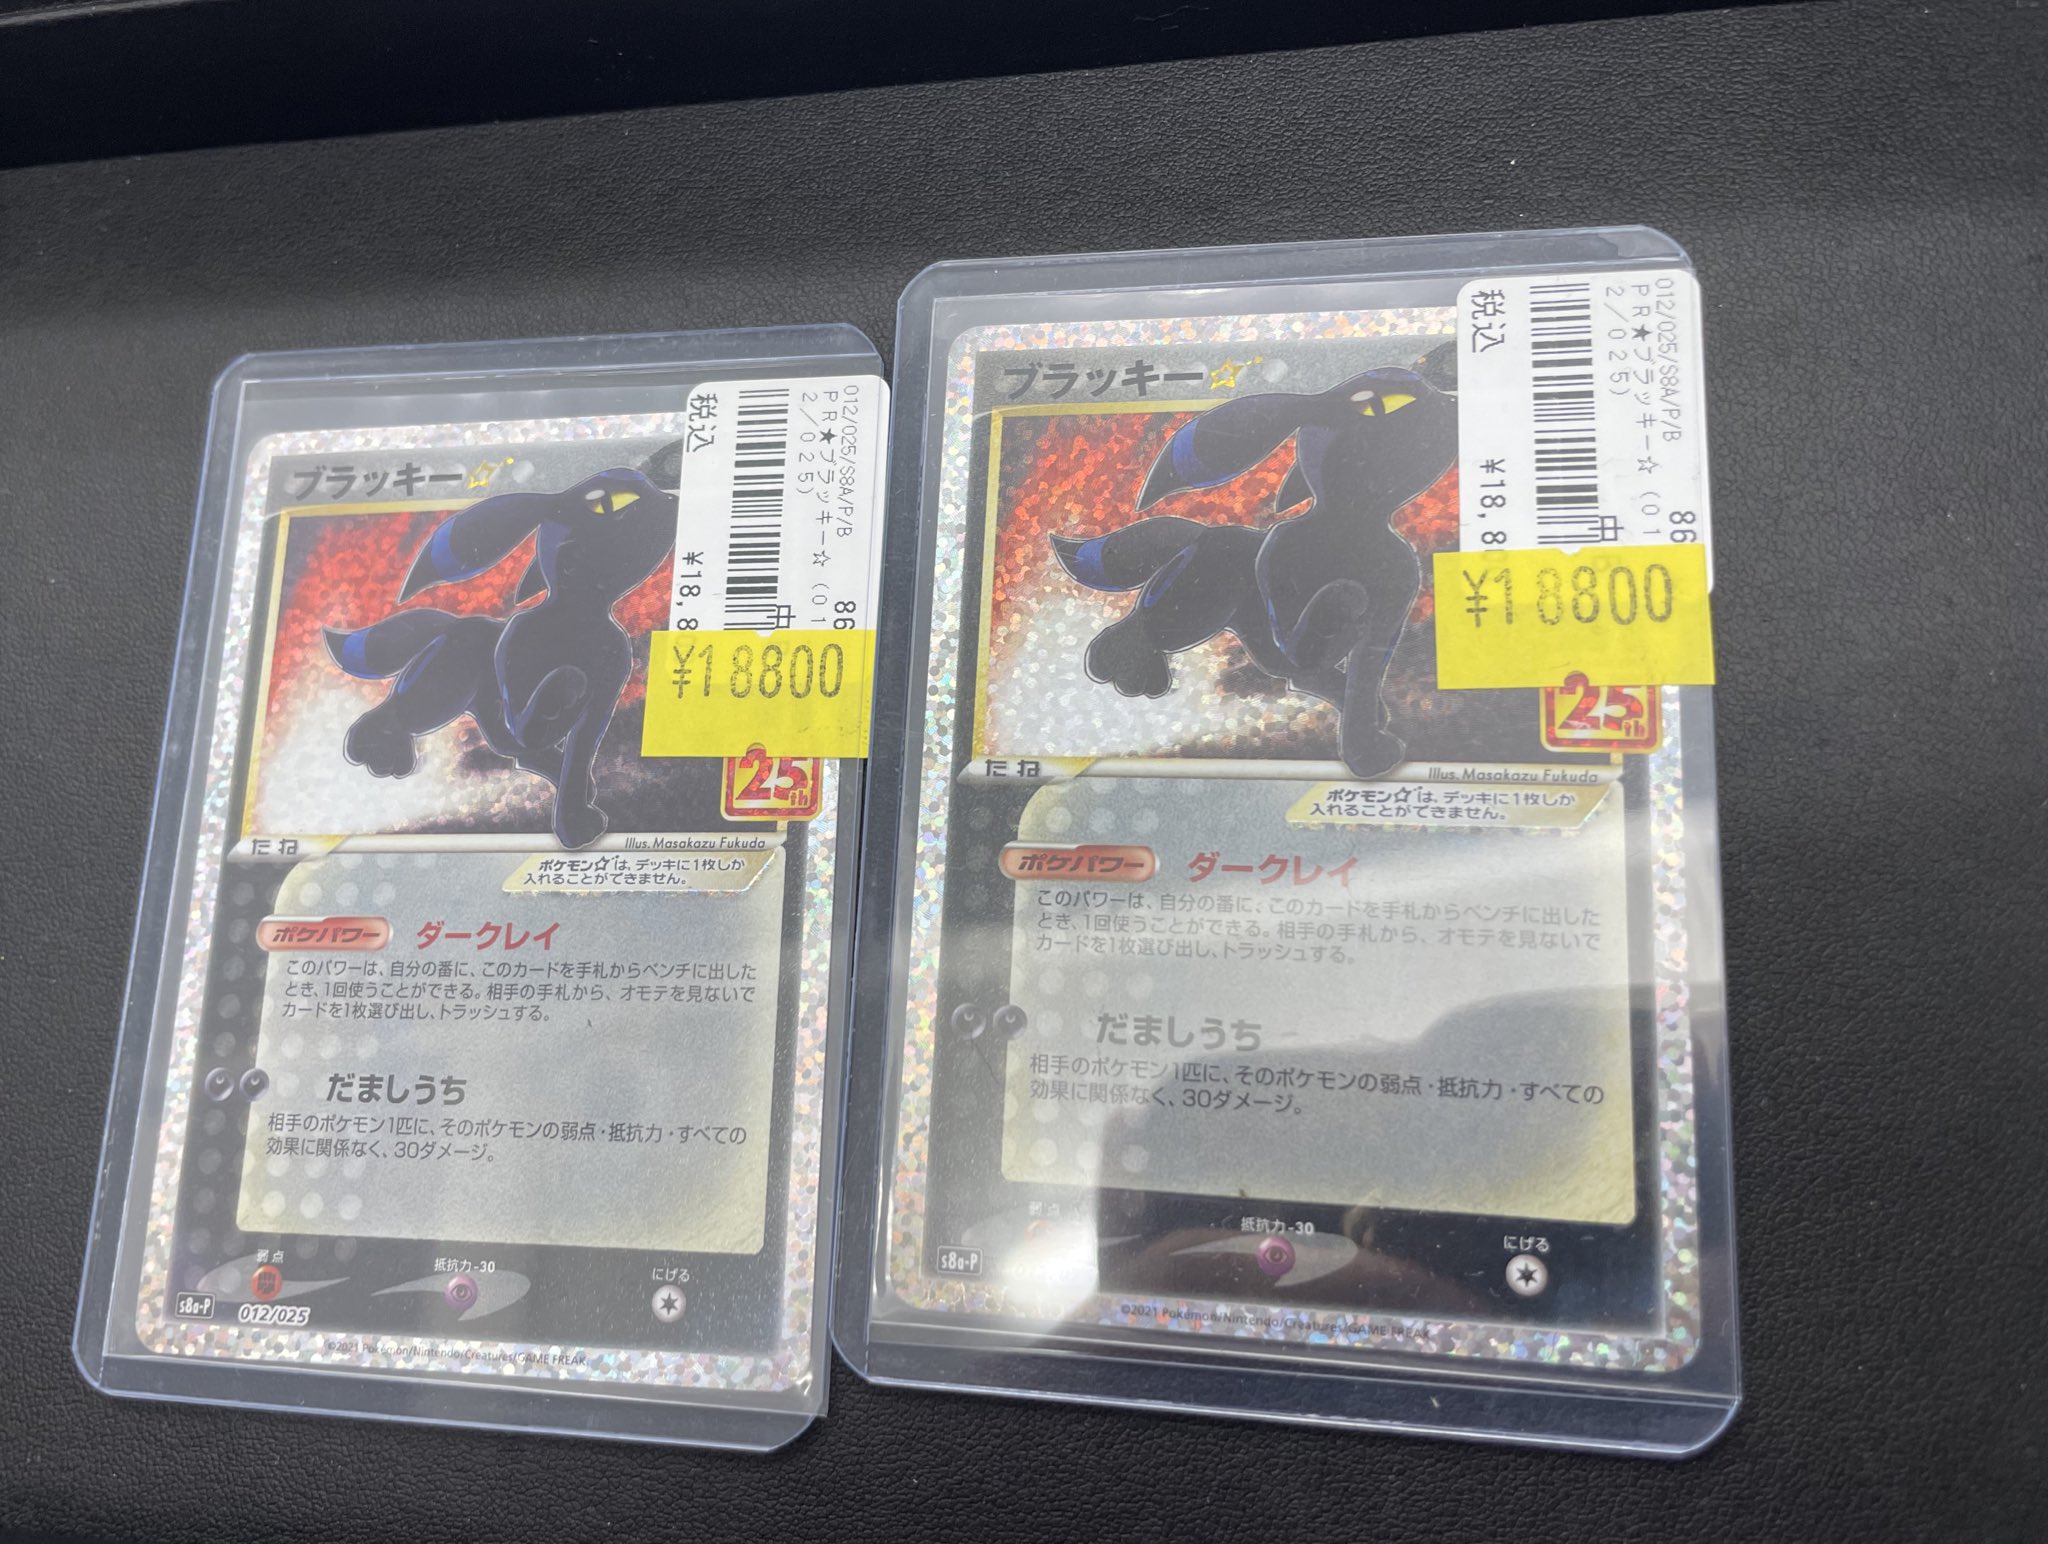 ブラッキー☆
012/025/S8A/P/B
PR★ブラッキー☆(01
2/025)
86
税込
¥18,8
中
¥18800
25th
たね
Illus. Masakazu Fukuda
ポケモン☆は、デッキに1枚しか
入れることができません。
ポケパワー ダークレイ
このパワーは、自分の番に、このカードを手札からベンチに出した
とき、1回使うことができる。相手の手札から、オモテを見ないで
カードを1枚選び出し、トラッシュする。
だましうち
相手のポケモン1匹に、そのポケモンの弱点・抵抗力・すべての
効果に関係なく、30ダメージ。
弱点
抵抗力 -30
にげる
s8a-P 012/025
©2021 Pokémon/Nintendo/Creatures/GAME FREAK.
ブラッキー☆
012/025/S8A/P/B
PR★ブラッキー☆(01
2/025)
86
税込
¥18,8
中
¥18800
25th
たね
Illus. Masakazu Fukuda
ポケモン☆は、デッキに1枚しか
入れることができません。
ポケパワー ダークレイ
このパワーは、自分の番に、このカードを手札からベンチに出した
とき、1回使うことができる。相手の手札から、オモテを見ないで
カードを1枚選び出し、トラッシュする。
だましうち
相手のポケモン1匹に、そのポケモンの弱点・抵抗力・すべての
効果に関係なく、30ダメージ。
弱点
抵抗力 -30
にげる
s8a-P
©2021 Pokémon/Nintendo/Creatures/GAME FREAK.